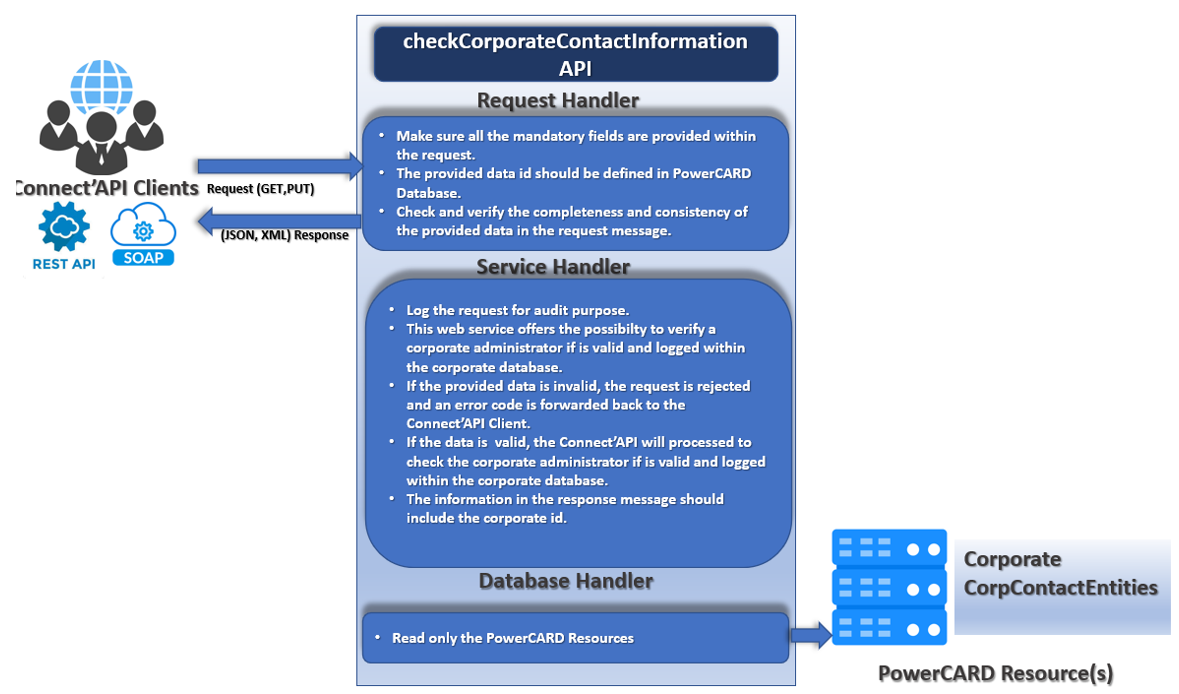 checkCorporateContactInformation
API
Request Handler
• Make sure all the mandatory fields are provided within
the request.
• The provided data id should be defined in PowerCARD
Database.
• Check and verify the completeness and consistency of
the provided data in the request message.
Connect'API Clients
Request (GET,PUT)
(JSON, XML) Response
REST API
SOAP
Service Handler
• Log the request for audit purpose.
• This web service offers the possibilty to verify a
corporate administrator if is valid and logged within
the corporate database.
• If the provided data is invalid, the request is rejected
and an error code is forwarded back to the
Connect'API Client.
• If the data is  valid, the Connect'API will processed to
check the corporate administrator if is valid and logged
within the corporate database.
• The information in the response message should
include the corporate id.
Database Handler
• Read only the PowerCARD Resources
Corporate
CorpContactEntities
PowerCARD Resource(s)